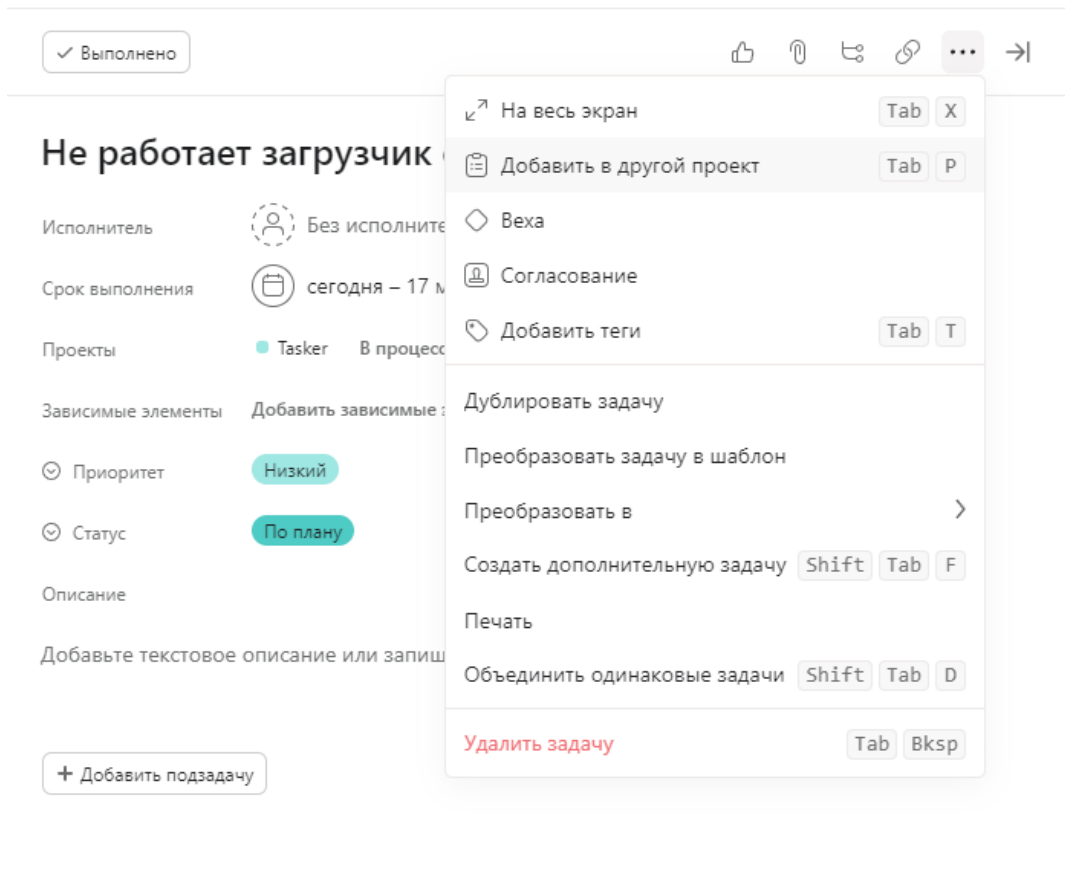 Выполнено
На весь экран Tab X
Не работает загрузчик
Добавить в другой проект Tab P
Исполнитель Без
Веха
Согласование
Срок выполнения сегодня – 17
Добавить теги Tab T
Проекты Tasker В
Зависимые элементы Добавить зависимые
Дублировать задачу
Приоритет Низкий
Преобразовать задачу в шаблон
Преобразовать в
Статус По плану
Создать дополнительную задачу Shift Tab F
Описание
Печать
Добавьте текстовое описание или
Объединить одинаковые задачи Shift Tab D
Удалить задачу Tab Bksp
+ Добавить подзадачу